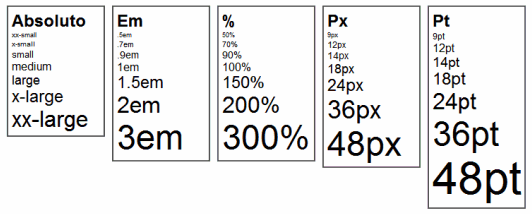 Absoluto
xx-small
x-small
small
medium
large
x-large
xx-large
Em
.5em
.7em
.9em
1em
1.5em
2em
3em
%
50%
70%
90%
100%
150%
200%
300%
Px
9px
12px
14px
18px
24px
36px
48px
Pt
9pt
12pt
14pt
18pt
24pt
36pt
48pt